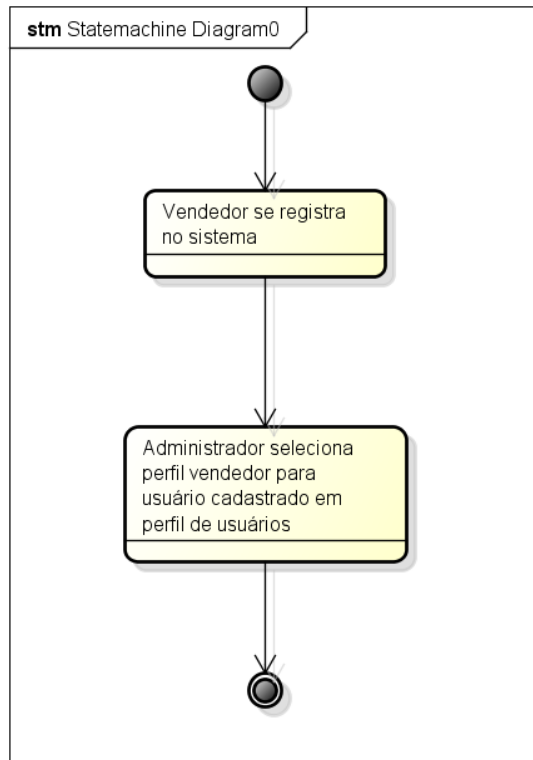 stm Statemachine Diagram0
Vendedor se registra
no sistema
Administrador seleciona
perfil vendedor para
usuário cadastrado em
perfil de usuários